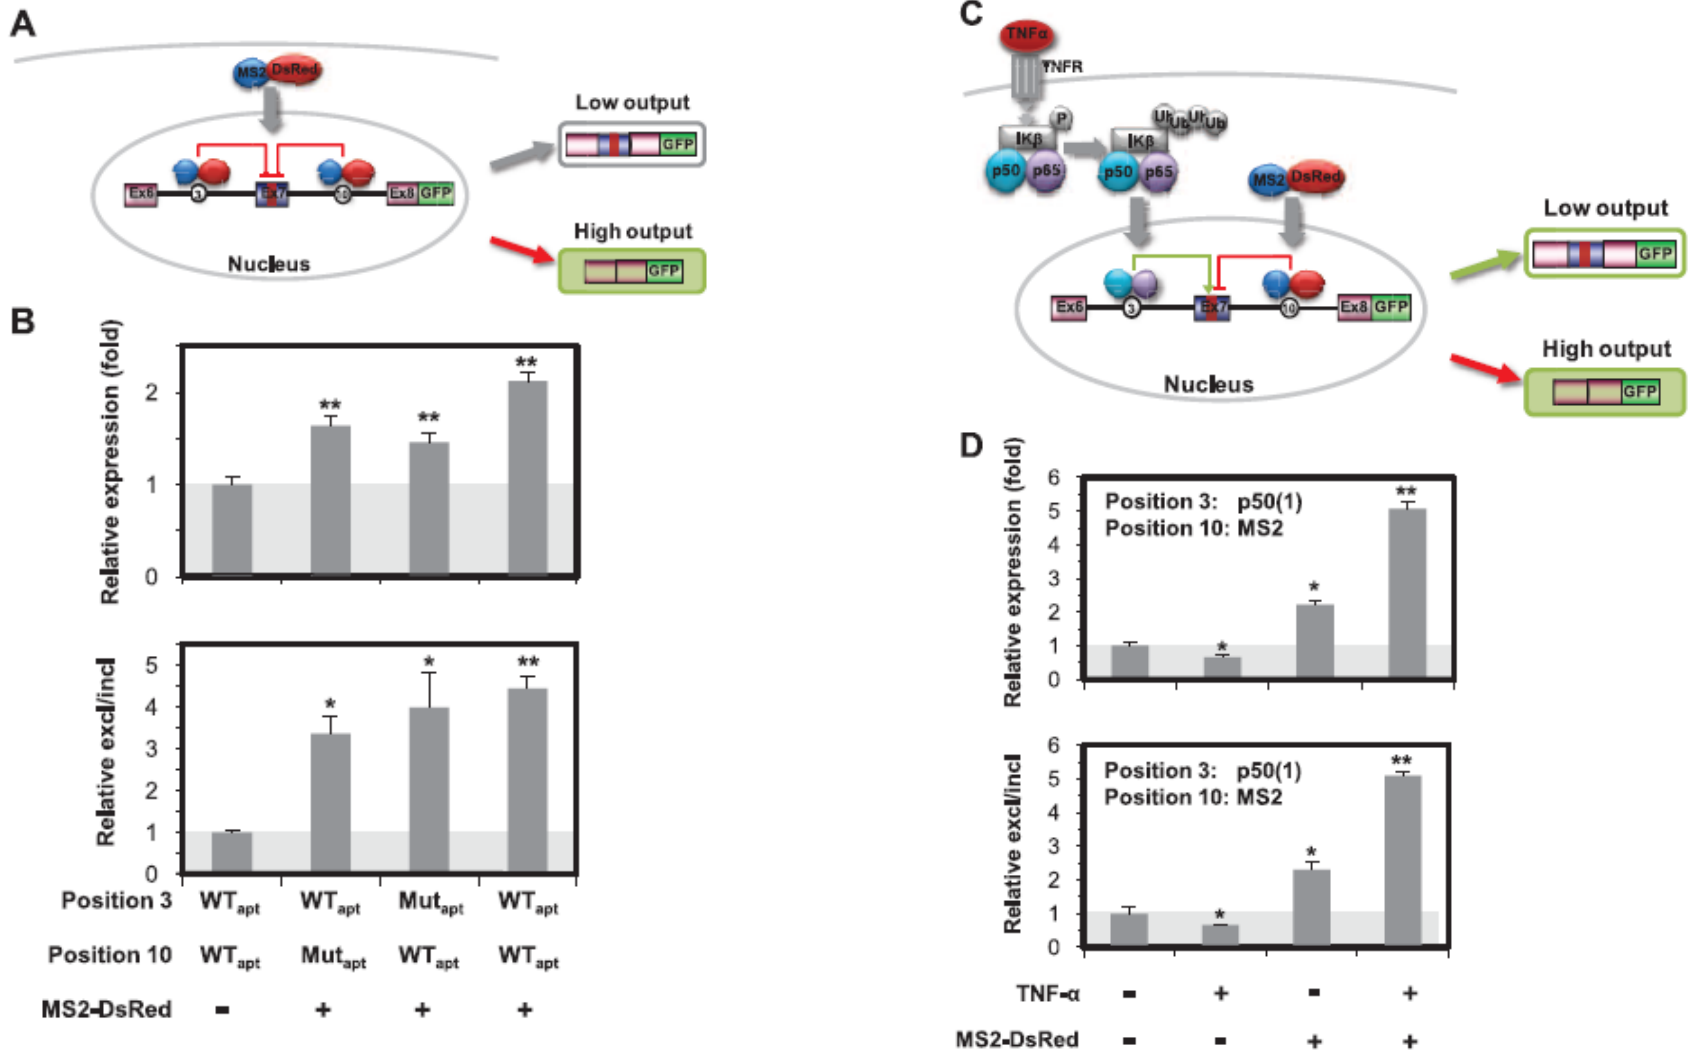 A
MS2 DsRed
Low output
GFP
Ex6 3 Ex7 10 Ex8 GFP
High output
GFP
Nucleus
B
Relative expression (fold)
2
1
0
** ** **
Relative excl/incl
5
4
3
2
1
0
* * **
Position 3 WTapt WTapt Mutapt WTapt
Position 10 WTapt Mutapt WTapt WTapt
MS2-DsRed - + + +
C
TNFα
TNFR
P
IKβ
p50 p65
Ub Ub Ub Ub
IKβ
p50 p65
MS2 DsRed
Low output
GFP
Ex6 3 Ex7 10 Ex8 GFP
High output
GFP
Nucleus
D
Relative expression (fold)
6
5
4
3
2
1
0
Position 3: p50(1)
Position 10: MS2
* * **
Relative excl/incl
6
5
4
3
2
1
0
Position 3: p50(1)
Position 10: MS2
* * **
TNF-α - + - +
MS2-DsRed - - + +